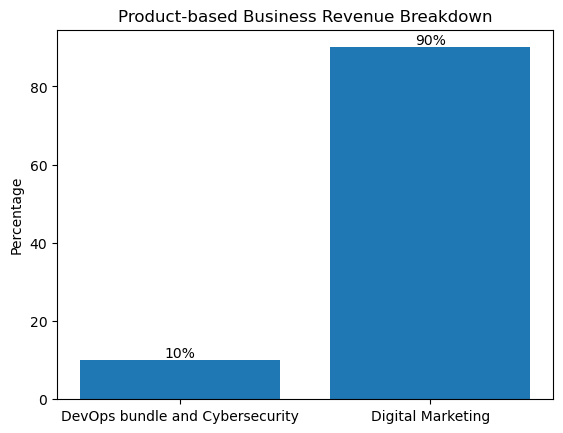 Product-based Business Revenue Breakdown
90%
80
60
Percentage
40
20
10%
0
DevOps bundle and Cybersecurity
Digital Marketing